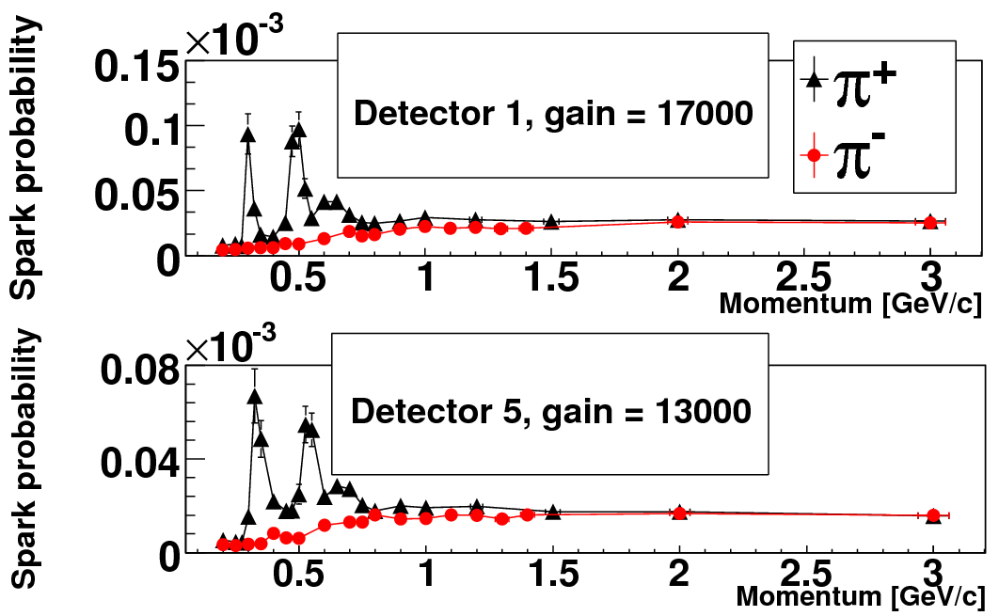 ×10⁻³
Spark probability
0.15
0.1
0.05
0
Detector 1, gain = 17000
π⁺
π⁻
0.5 1 1.5 2 2.5 3
Momentum [GeV/c]
×10⁻³
Spark probability
0.08
0.04
0
Detector 5, gain = 13000
0.5 1 1.5 2 2.5 3
Momentum [GeV/c]